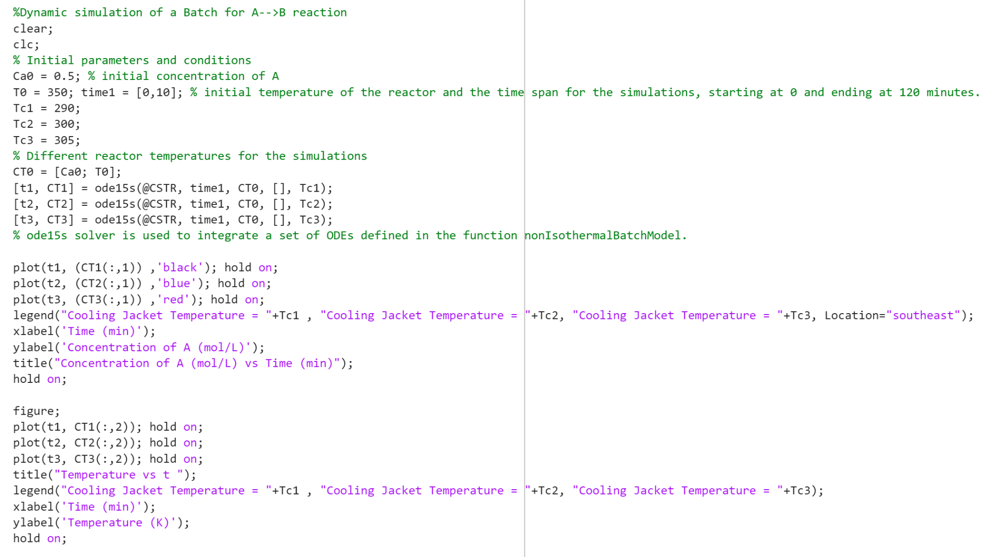 %Dynamic simulation of a Batch for A-->B reaction
clear;
clc;
% Initial parameters and conditions
Ca0 = 0.5; % initial concentration of A
T0 = 350; time1 = [0,10]; % initial temperature of the reactor and the time span for the simulations, starting at 0 and ending at 120 minutes.
Tc1 = 290;
Tc2 = 300;
Tc3 = 305;
% Different reactor temperatures for the simulations
CT0 = [Ca0; T0];
[t1, CT1] = ode15s(@CSTR, time1, CT0, [], Tc1);
[t2, CT2] = ode15s(@CSTR, time1, CT0, [], Tc2);
[t3, CT3] = ode15s(@CSTR, time1, CT0, [], Tc3);
% ode15s solver is used to integrate a set of ODEs defined in the function nonIsothermalBatchModel.
plot(t1, (CT1(:,1)) ,'black'); hold on;
plot(t2, (CT2(:,1)) ,'blue'); hold on;
plot(t3, (CT3(:,1)) ,'red'); hold on;
legend("Cooling Jacket Temperature = "+Tc1 , "Cooling Jacket Temperature = "+Tc2, "Cooling Jacket Temperature = "+Tc3, Location="southeast");
xlabel('Time (min)');
ylabel('Concentration of A (mol/L)');
title("Concentration of A (mol/L) vs Time (min)");
hold on;
figure;
plot(t1, CT1(:,2)); hold on;
plot(t2, CT2(:,2)); hold on;
plot(t3, CT3(:,2)); hold on;
title("Temperature vs t ");
legend("Cooling Jacket Temperature = "+Tc1 , "Cooling Jacket Temperature = "+Tc2, "Cooling Jacket Temperature = "+Tc3);
xlabel('Time (min)');
ylabel('Temperature (K)');
hold on;